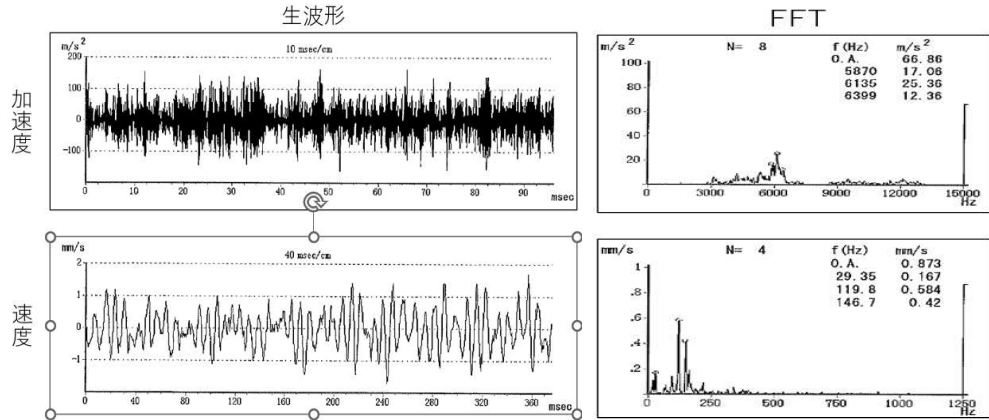 生波形
FFT
加速度
m/s²
10 msec/cm
200
100
0
-100
0 10 20 30 40 50 60 70 80 90
msec
m/s²
N= 8
f(Hz) m/s²
O.A. 66.86
5870 17.06
6135 25.36
6399 12.36
100
80
60
40
20
0 3000 6000 9000 12000 15000
Hz
速度
mm/s
40 msec/cm
2
1
0
-1
0 40 80 120 160 200 240 280 320 360
msec
mm/s
N= 4
f(Hz) mm/s
O.A. 0.873
29.35 0.167
119.8 0.584
146.7 0.42
1
.8
.6
.4
.2
0 250 500 750 1000 1250
Hz